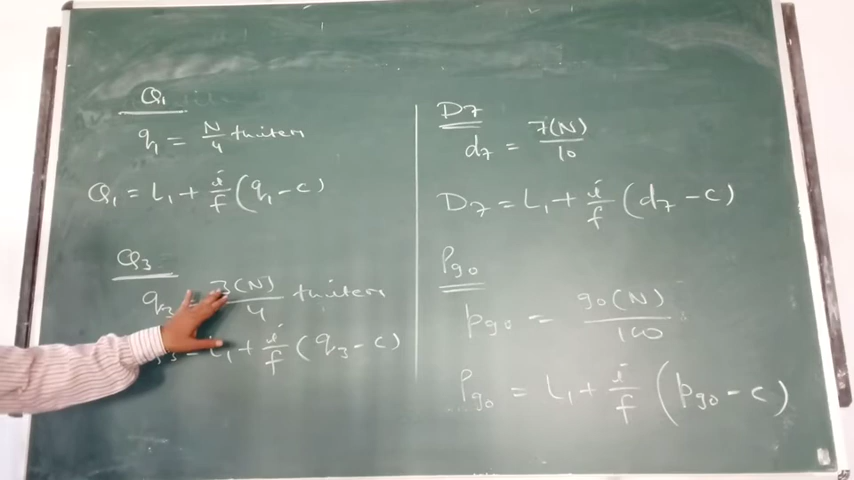 Q₁
q₁ = N/4
Q₁ = L₁ + i/f (q₁ - c)
Q₃
q₃ = 3(N)/4
Q₃ = L₁ + i/f (q₃ - c)
D7
d₇ = 7(N)/10
D7 = L₁ + i/f (d₇ - c)
P₉₀
p₉₀ = 90(N)/100
P₉₀ = L₁ + i/f (p₉₀ - c)